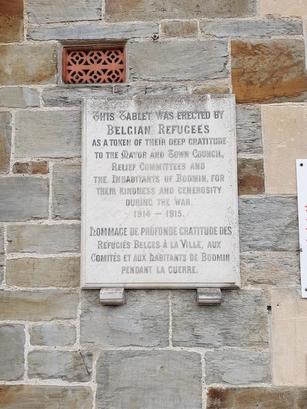 This Tablet was erected by
Belgian Refugees
as a token of their deep gratitude
to the Mayor and Town Council,
Relief Committees and
the Inhabitants of Bodmin, for
their kindness and generosity
during the war.
1914 – 1915.
Hommage de profonde gratitude des
Réfugiés Belges à la Ville, aux
Comités et aux habitants de Bodmin
pendant la guerre.